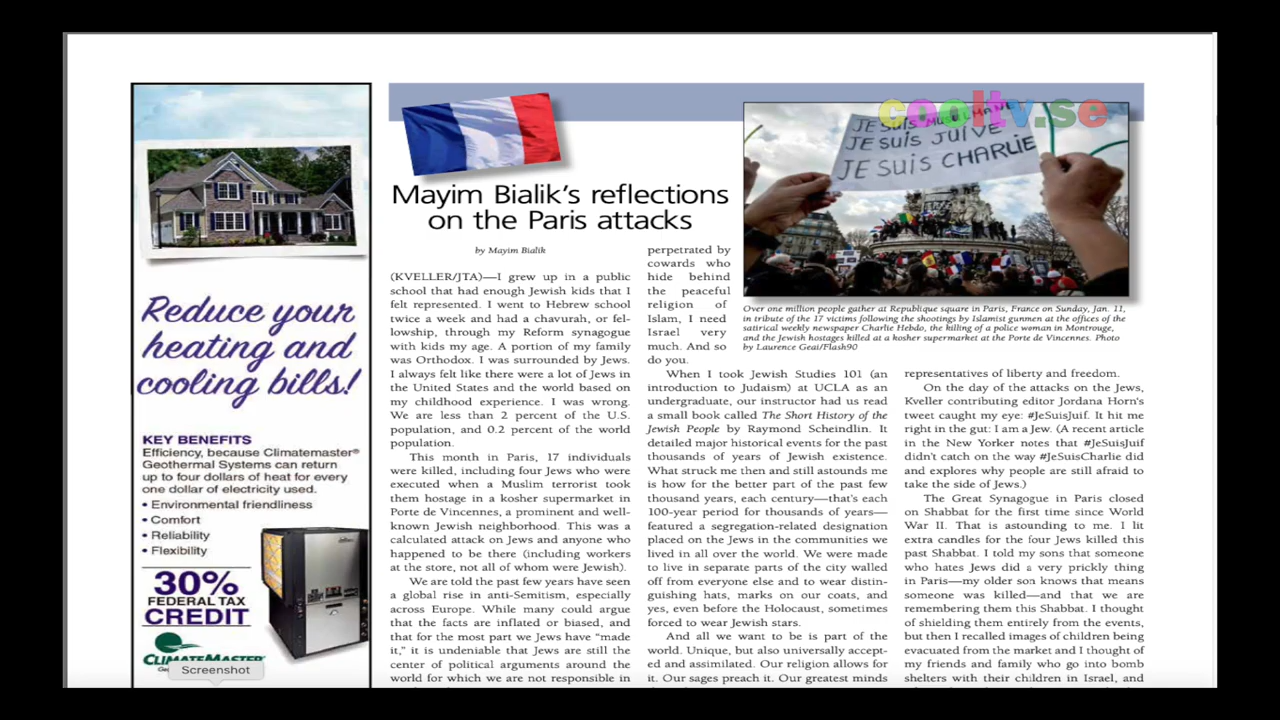 cooltv.se
JE SUIS MUSULMANE
JE SUIS JUIVE
JE SUIS CHARLIE
Reduce your
heating and
cooling bills!
KEY BENEFITS
Efficiency, because Climatemaster®
Geothermal Systems can return
up to four dollars of heat for every
one dollar of electricity used.
• Environmental friendliness
• Comfort
• Reliability
• Flexibility
30%
FEDERAL TAX
CREDIT
CLIMATEMASTER
Screenshot
Mayim Bialik's reflections
on the Paris attacks
by Mayim Bialik
(KVELLER/JTA)—I grew up in a public
school that had enough Jewish kids that I
felt represented. I went to Hebrew school
twice a week and had a chavurah, or fel-
lowship, through my Reform synagogue
with kids my age. A portion of my family
was Orthodox. I was surrounded by Jews.
I always felt like there were a lot of Jews in
the United States and the world based on
my childhood experience. I was wrong.
We are less than 2 percent of the U.S.
population, and 0.2 percent of the world
population.
This month in Paris, 17 individuals
were killed, including four Jews who were
executed when a Muslim terrorist took
them hostage in a kosher supermarket in
Porte de Vincennes, a prominent and well-
known Jewish neighborhood. This was a
calculated attack on Jews and anyone who
happened to be there (including workers
at the store, not all of whom were Jewish).
We are told the past few years have seen
a global rise in anti-Semitism, especially
across Europe. While many could argue
that the facts are inflated or biased, and
that for the most part we Jews have "made
it," it is undeniable that Jews are still the
center of political arguments around the
world for which we are not responsible in
perpetrated by
cowards who
hide behind
the peaceful
religion of
Islam, I need
Israel very
much. And so
do you.
When I took Jewish Studies 101 (an
introduction to Judaism) at UCLA as an
undergraduate, our instructor had us read
a small book called The Short History of the
Jewish People by Raymond Scheindlin. It
detailed major historical events for the past
thousands of years of Jewish existence.
What struck me then and still astounds me
is how for the better part of the past few
thousand years, each century—that's each
100-year period for thousands of years—
featured a segregation-related designation
placed on the Jews in the communities we
lived in all over the world. We were made
to live in separate parts of the city walled
off from everyone else and to wear distin-
guishing hats, marks on our coats, and
yes, even before the Holocaust, sometimes
forced to wear Jewish stars.
And all we want to be is part of the
world. Unique, but also universally accept-
ed and assimilated. Our religion allows for
it. Our sages preach it. Our greatest minds
Over one million people gather at Republique square in Paris, France on Sunday, Jan. 11,
in tribute of the 17 victims following the shootings by Islamist gunmen at the offices of the
satirical weekly newspaper Charlie Hebdo, the killing of a police woman in Montrouge,
and the Jewish hostages killed at a kosher supermarket at the Porte de Vincennes. Photo
by Laurence Geai/Flash90
representatives of liberty and freedom.
On the day of the attacks on the Jews,
Kveller contributing editor Jordana Horn's
tweet caught my eye: #JeSuisJuif. It hit me
right in the gut: I am a Jew. (A recent article
in the New Yorker notes that #JeSuisJuif
didn't catch on the way #JeSuisCharlie did
and explores why people are still afraid to
take the side of Jews.)
The Great Synagogue in Paris closed
on Shabbat for the first time since World
War II. That is astounding to me. I lit
extra candles for the four Jews killed this
past Shabbat. I told my sons that someone
who hates Jews did a very prickly thing
in Paris—my older son knows that means
someone was killed—and that we are
remembering them this Shabbat. I thought
of shielding them entirely from the events,
but then I recalled images of children being
evacuated from the market and I thought of
my friends and family who go into bomb
shelters with their children in Israel, and